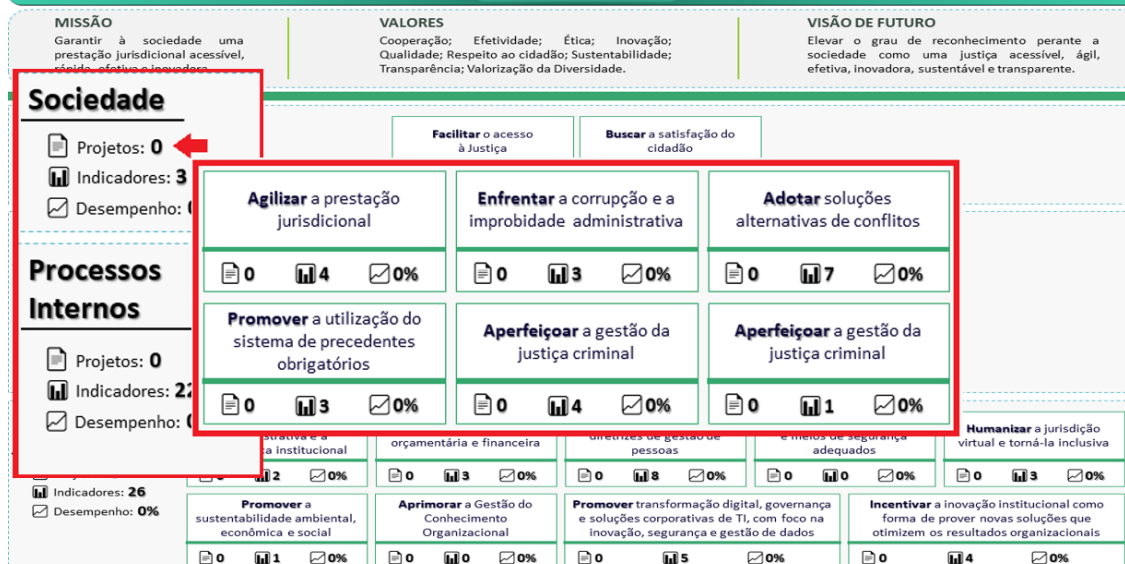 MISSÃO
Garantir à sociedade uma
prestação jurisdicional acessível,
rápida, efetiva e inovadora.
VALORES
Cooperação; Efetividade; Ética; Inovação;
Qualidade; Respeito ao cidadão; Sustentabilidade;
Transparência; Valorização da Diversidade.
VISÃO DE FUTURO
Elevar o grau de reconhecimento perante a
sociedade como uma justiça acessível, ágil,
efetiva, inovadora, sustentável e transparente.
Sociedade
Projetos: 0
Indicadores: 3
Desempenho:
Facilitar o acesso
à Justiça
Buscar a satisfação do
cidadão
Processos
Internos
Projetos: 0
Indicadores: 22
Desempenho:
Agilizar a prestação
jurisdicional
0 4 0%
Enfrentar a corrupção e a
improbidade administrativa
0 3 0%
Adotar soluções
alternativas de conflitos
0 7 0%
Promover a utilização do
sistema de precedentes
obrigatórios
0 3 0%
Aperfeiçoar a gestão da
justiça criminal
0 4 0%
Aperfeiçoar a gestão da
justiça criminal
0 1 0%
institucional
2 0%
orçamentária e financeira
0 3 0%
diretrizes de gestão de
pessoas
0 8 0%
e meios de segurança
adequados
0 0 0%
Humanizar a jurisdição
virtual e torná-la inclusiva
0 3 0%
Indicadores: 26
Desempenho: 0%
Promover a
sustentabilidade ambiental,
econômica e social
0 1 0%
Aprimorar a Gestão do
Conhecimento
Organizacional
0 0 0%
Promover transformação digital, governança
e soluções corporativas de TI, com foco na
inovação, segurança e gestão de dados
0 5 0%
Incentivar a inovação institucional como
forma de prover novas soluções que
otimizem os resultados organizacionais
0 4 0%